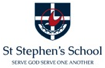 St Stephen's School
SERVE GOD SERVE ONE ANOTHER